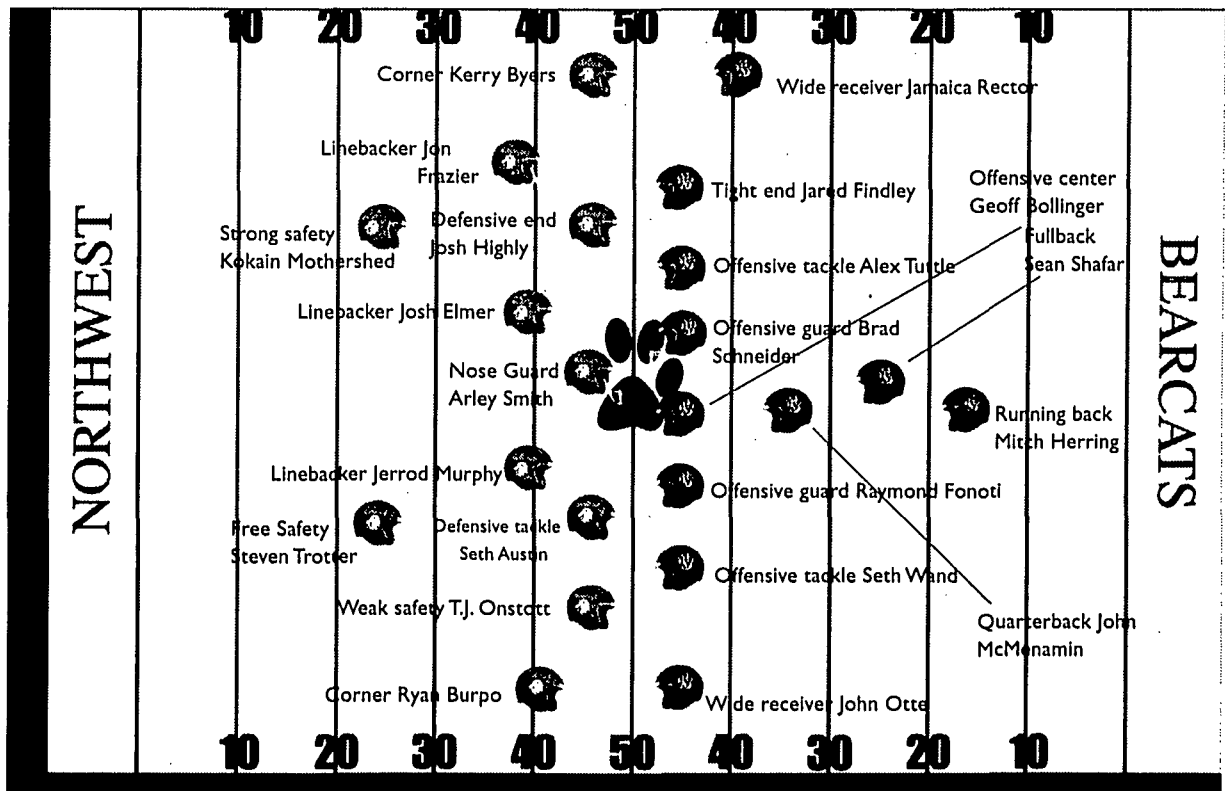 10 20 30 40 50 40 30 20 10
Corner Kerry Byers
Wide receiver Jamaica Rector
Linebacker Jon
Frazier
Tight end Jared Findley
Offensive center
Geoff Bollinger
Strong safety
Kokain Mothershed
Defensive end
Josh Highly
Fullback
Sean Shafar
Offensive tackle Alex Tuttle
Linebacker Josh Elmer
Offensive guard Brad
Schneider
NORTHWEST
BEARCATS
Nose Guard
Arley Smith
Running back
Mitch Herring
Linebacker Jerrod Murphy
Offensive guard Raymond Fonoti
Free Safety
Steven Trotter
Defensive tackle
Seth Austin
Offensive tackle Seth Wand
Weak safety T.J. Onstott
Quarterback John
McMenamin
Corner Ryan Burpo
Wide receiver John Otte
10 20 30 40 50 40 30 20 10